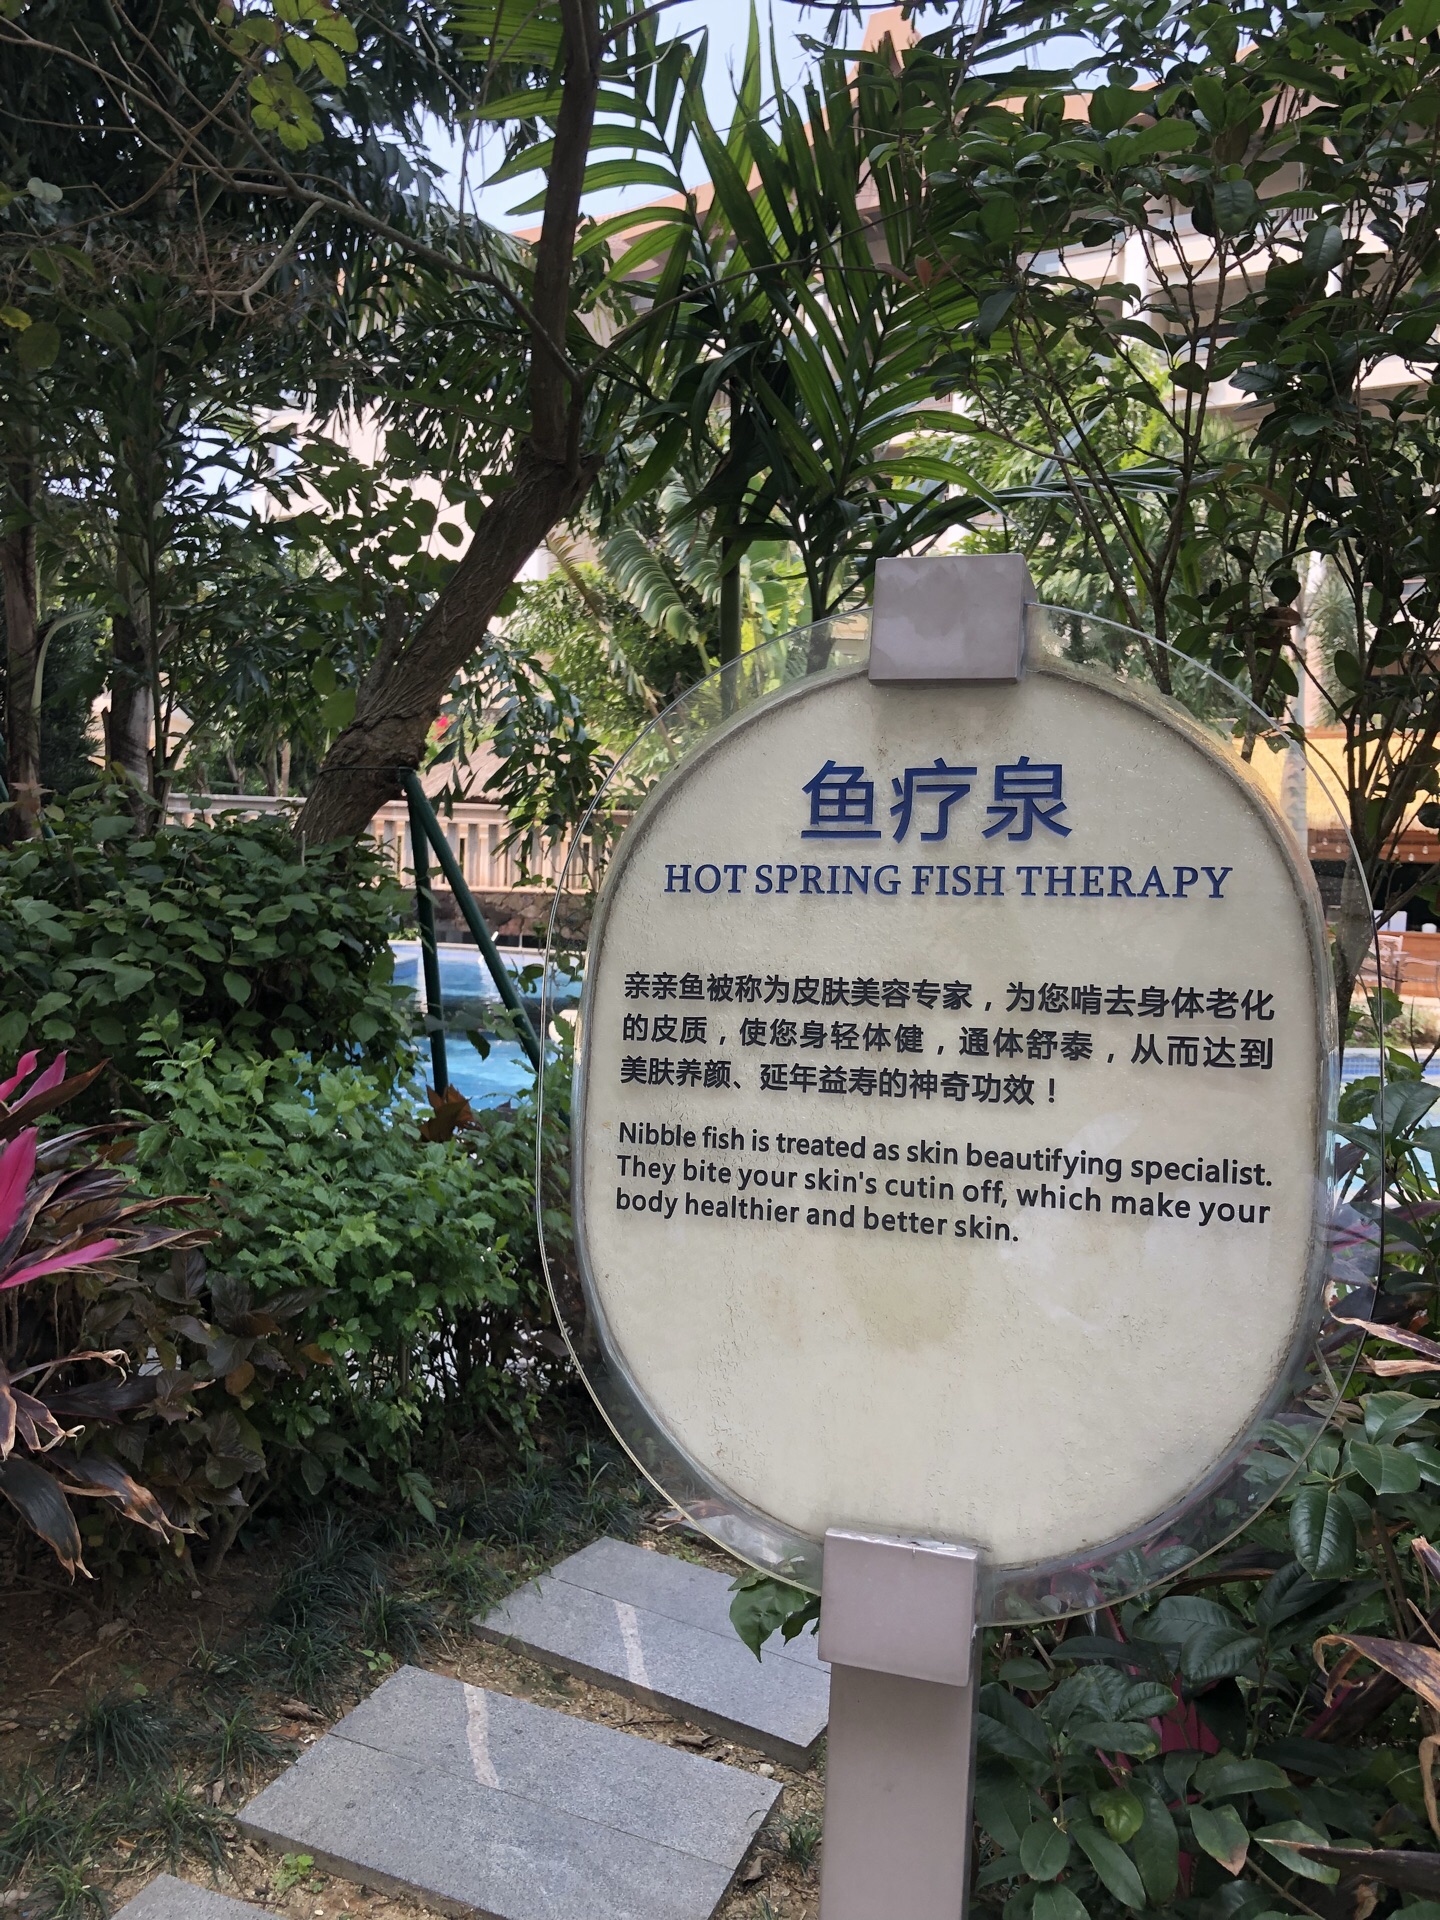 鱼疗泉
HOT SPRING FISH THERAPY
亲亲鱼被称为皮肤美容专家，为您啃去身体老化
的皮质，使您身轻体健，通体舒泰，从而达到
美肤养颜、延年益寿的神奇功效！
Nibble fish is treated as skin beautifying specialist.
They bite your skin's cutin off, which make your
body healthier and better skin.